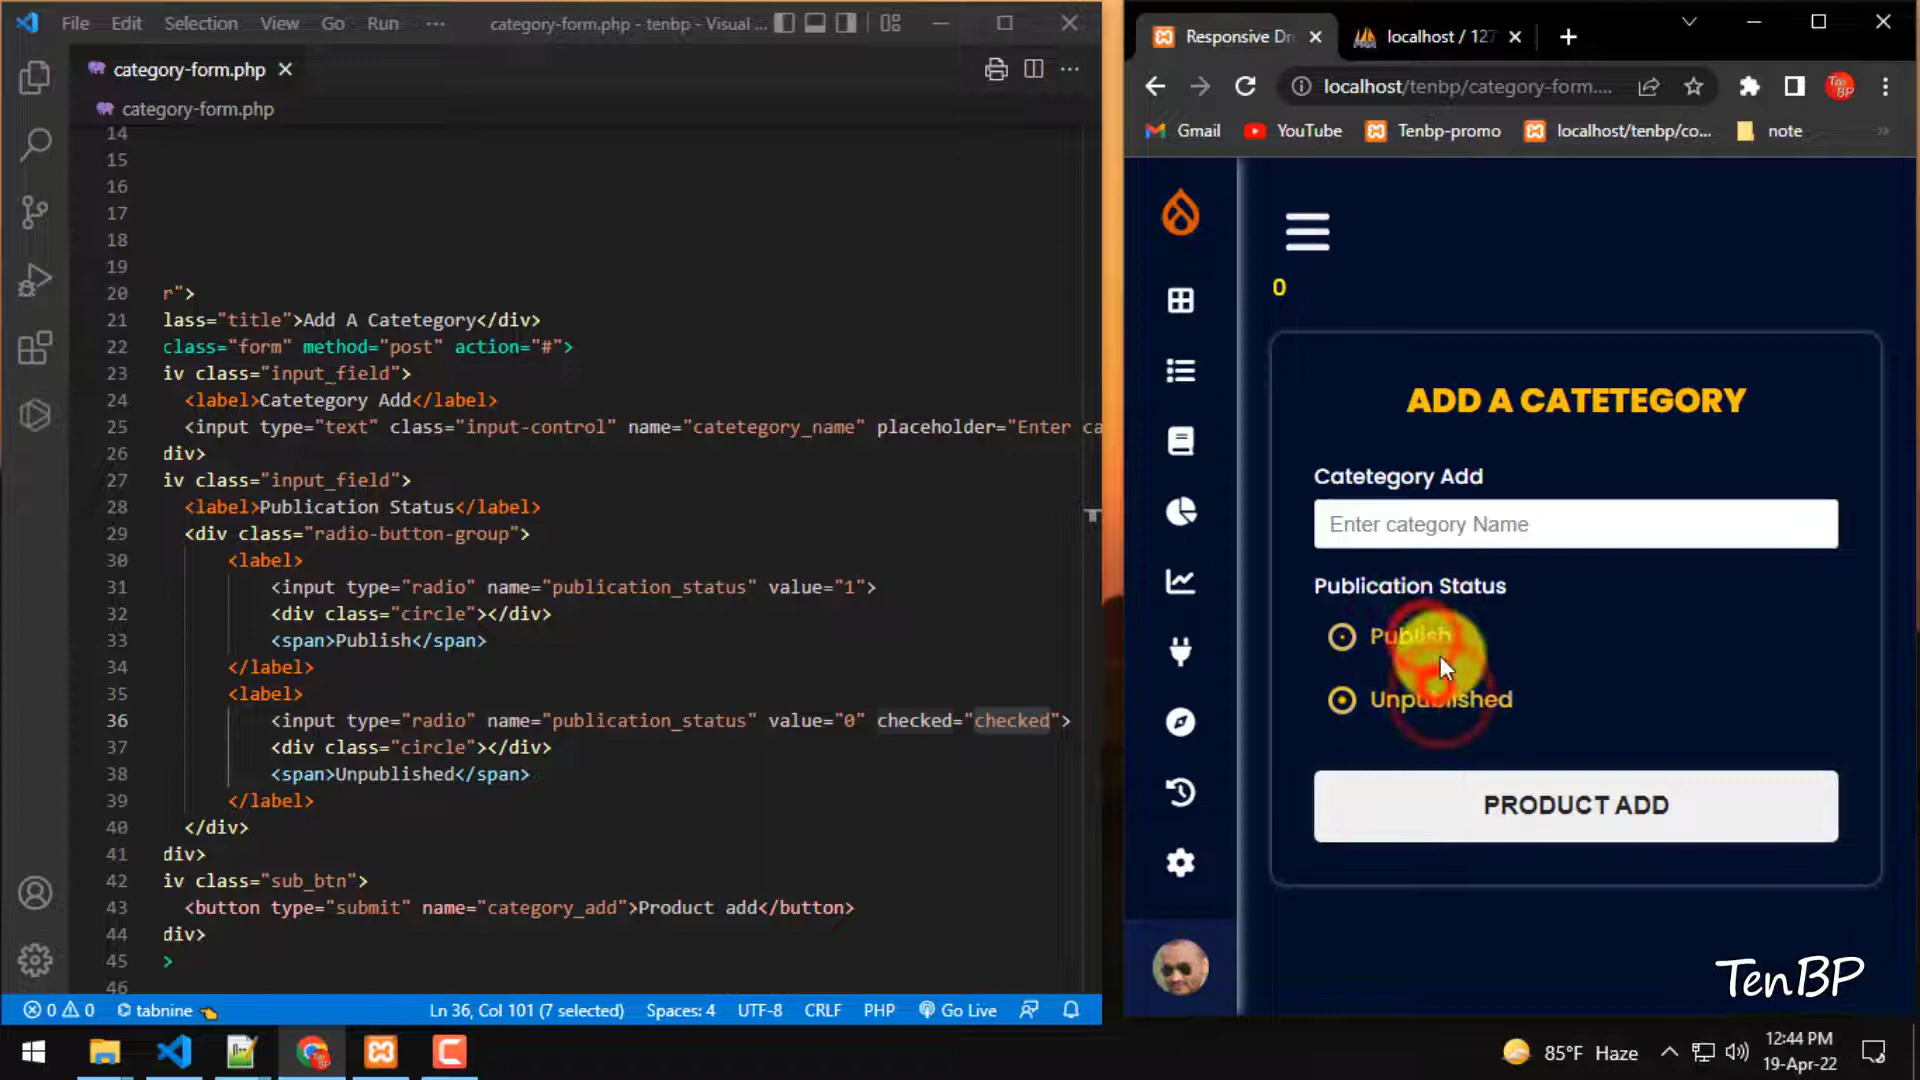 File Edit Selection View Go Run ··· category-form.php - tenbp - Visual ...
category-form.php
category-form.php
14
15
16
17
18
19
20 r">
21 lass="title">Add A Catetegory</div>
22 class="form" method="post" action="#">
23 iv class="input_field">
24 <label>Catetegory Add</label>
25 <input type="text" class="input-control" name="catetegory_name" placeholder="Enter ca
26 div>
27 iv class="input_field">
28 <label>Publication Status</label>
29 <div class="radio-button-group">
30 <label>
31 <input type="radio" name="publication_status" value="1">
32 <div class="circle"></div>
33 <span>Publish</span>
34 </label>
35 <label>
36 <input type="radio" name="publication_status" value="0" checked="checked">
37 <div class="circle"></div>
38 <span>Unpublished</span>
39 </label>
40 </div>
41 div>
42 iv class="sub_btn">
43 <button type="submit" name="category_add">Product add</button>
44 div>
45 >
46
0 0 tabnine Ln 36, Col 101 (7 selected) Spaces: 4 UTF-8 CRLF PHP Go Live
Responsive Dr localhost / 127
localhost/tenbp/category-form....
Ten BP
Gmail YouTube Tenbp-promo localhost/tenbp/co... note »
0
ADD A CATETEGORY
Catetegory Add
Enter category Name
Publication Status
Publish
Unpublished
PRODUCT ADD
TenBP
85°F Haze
12:44 PM
19-Apr-22